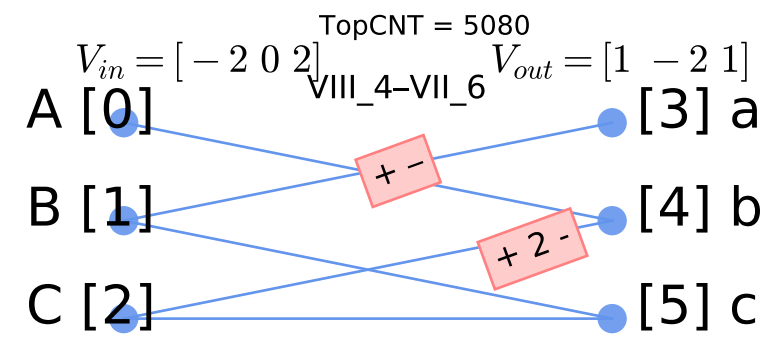 TopCNT = 5080
V_in = [ − 2 0 2]
V_out = [1 − 2 1]
VIII_4–VII_6
A [0]
[3] a
+ −
B [1]
[4] b
+ 2 -
C [2]
[5] c